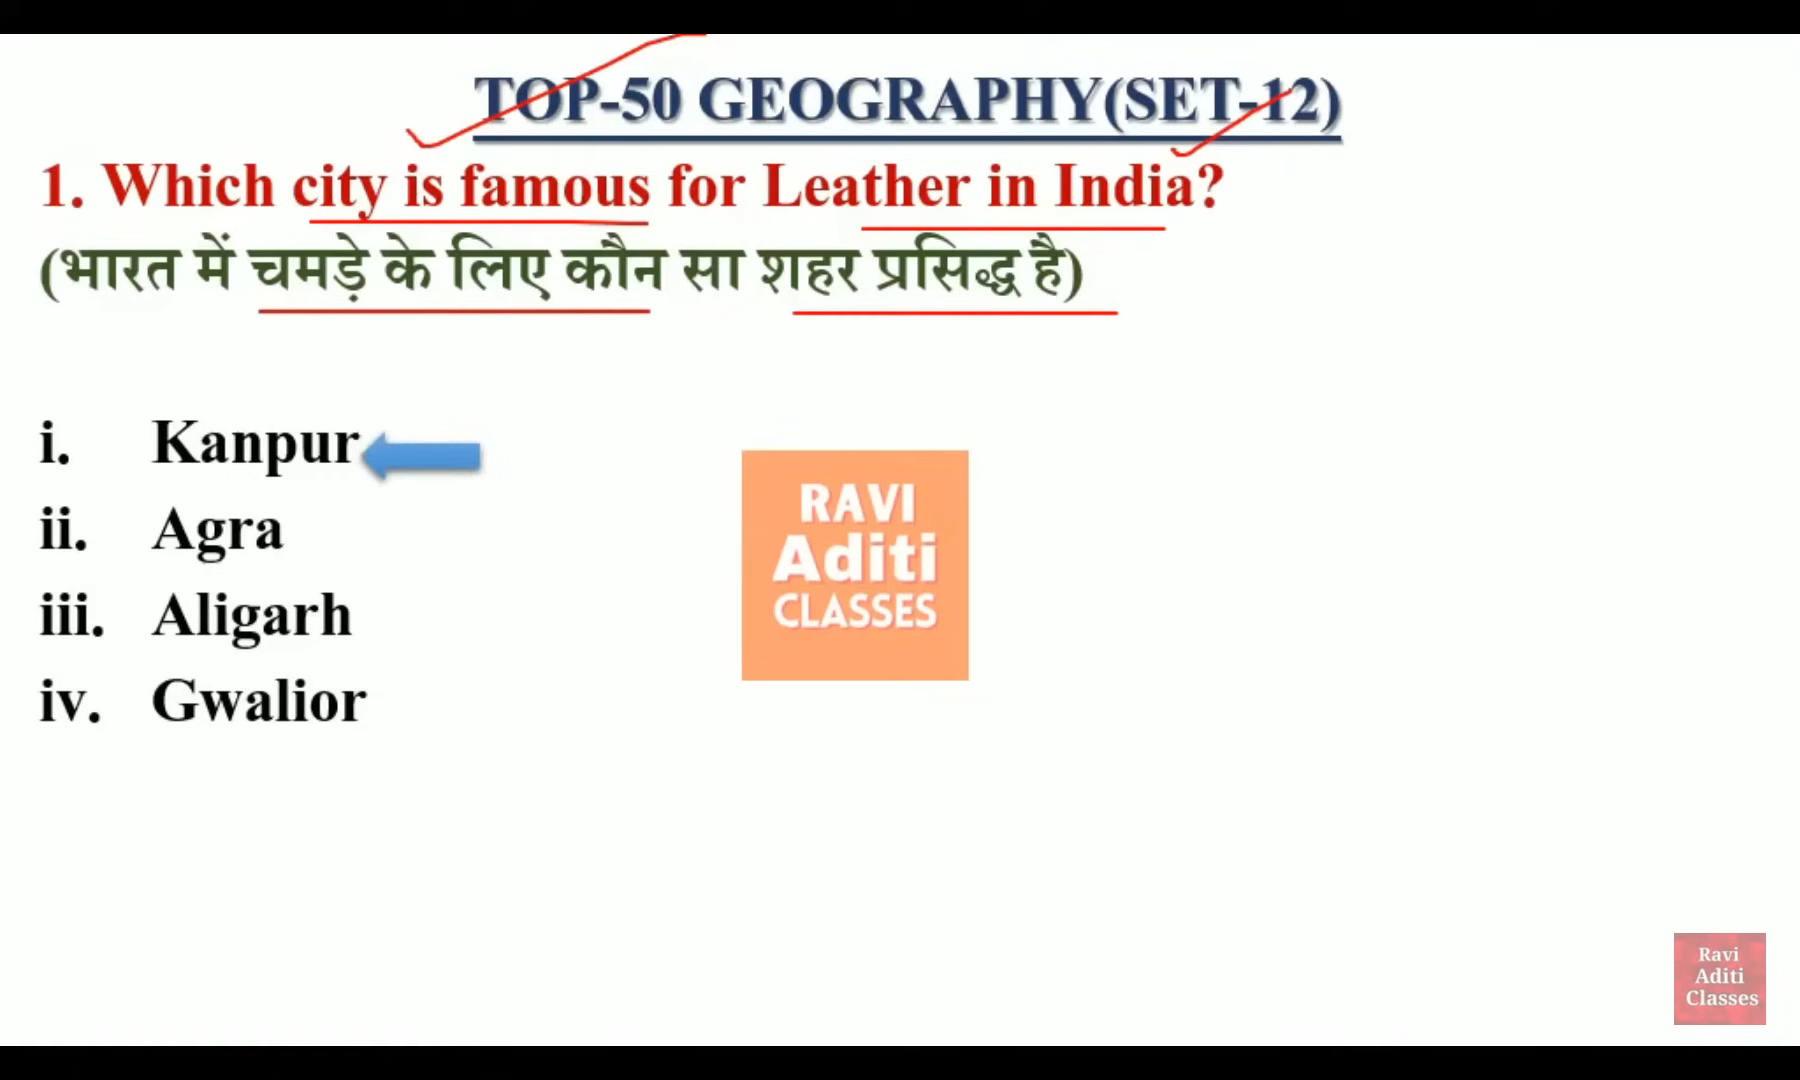 TOP-50 GEOGRAPHY(SET-12)
1. Which city is famous for Leather in India?
(भारत में चमड़े के लिए कौन सा शहर प्रसिद्ध है)
i. Kanpur
ii. Agra
iii. Aligarh
iv. Gwalior
RAVI
Aditi
CLASSES
Ravi
Aditi
Classes